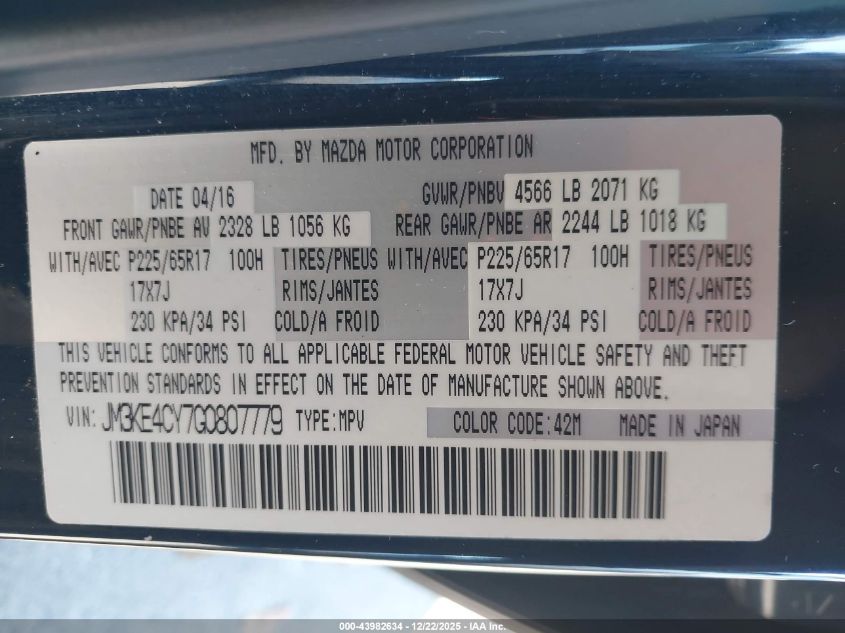 MFD. BY MAZDA MOTOR CORPORATION
DATE 04/16 GVWR/PNBV 4566 LB 2071 KG
FRONT GAWR/PNBE AV 2328 LB 1056 KG REAR GAWR/PNBE AR 2244 LB 1018 KG
WITH/AVEC P225/65R17 100H TIRES/PNEUS WITH/AVEC P225/65R17 100H TIRES/PNEUS
17X7J RIMS/JANTES 17X7J RIMS/JANTES
230 KPA/34 PSI COLD/A FROID 230 KPA/34 PSI COLD/A FROID
THIS VEHICLE CONFORMS TO ALL APPLICABLE FEDERAL MOTOR VEHICLE SAFETY AND THEFT
PREVENTION STANDARDS IN EFFECT ON THE DATE OF MANUFACTURE SHOWN ABOVE.
VIN: JM3KE4CY7G0807779 TYPE:MPV COLOR CODE:42M MADE IN JAPAN
000-43982634 - 12/22/2025 - IAA Inc.